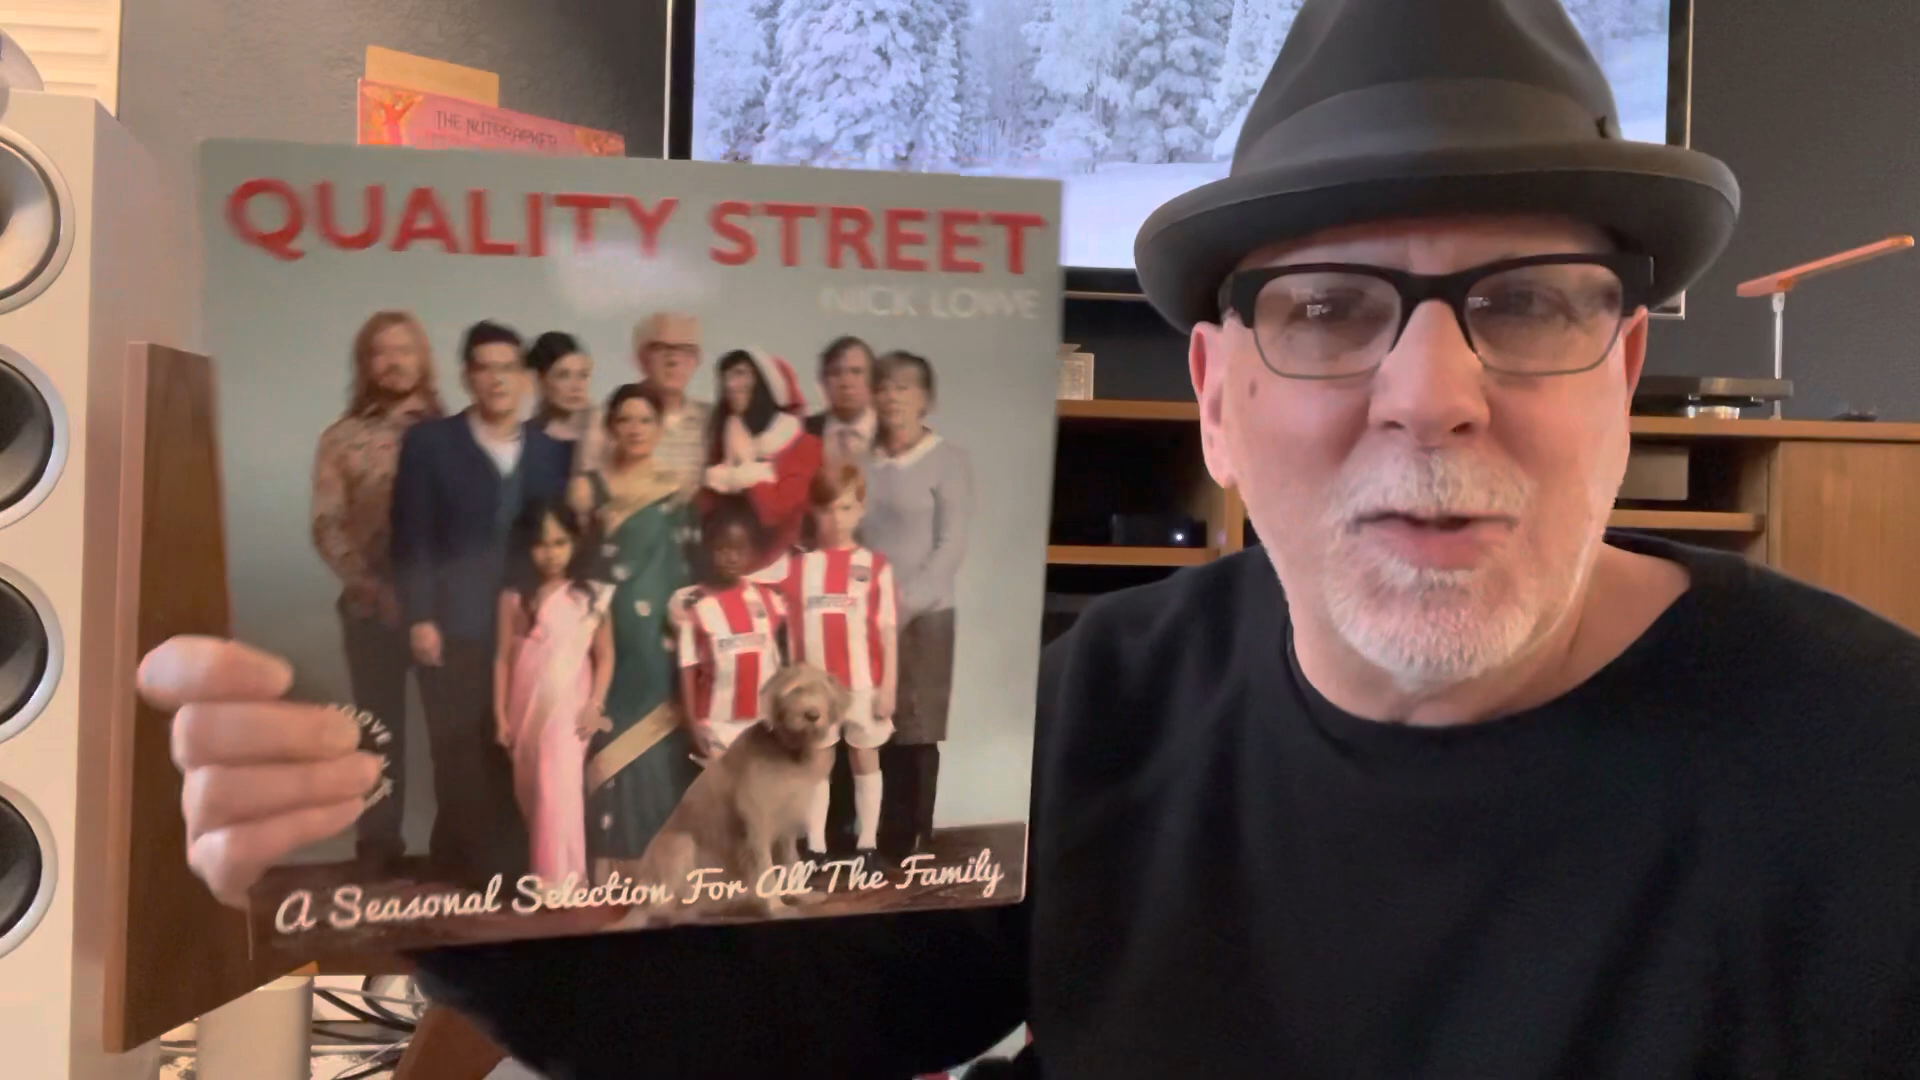 THE NUTCRACKER
QUALITY STREET
NICK LOWE
A Seasonal Selection For All The Family